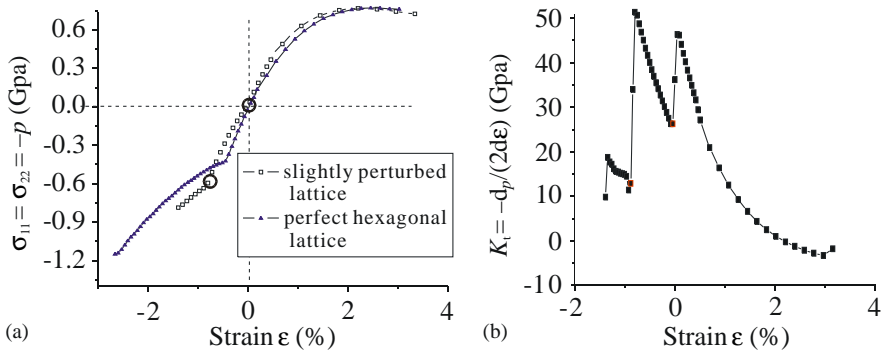 0.6
0.3
0.0
-0.3
-0.6
-0.9
-1.2
σ11 = σ22 = -p (Gpa)
slightly perturbed
lattice
perfect hexagonal
lattice
-2
0
2
4
Strain ε (%)
(a)
50
40
30
20
10
0
-10
Kt = -dp/(2dε) (Gpa)
-2
0
2
4
Strain ε (%)
(b)